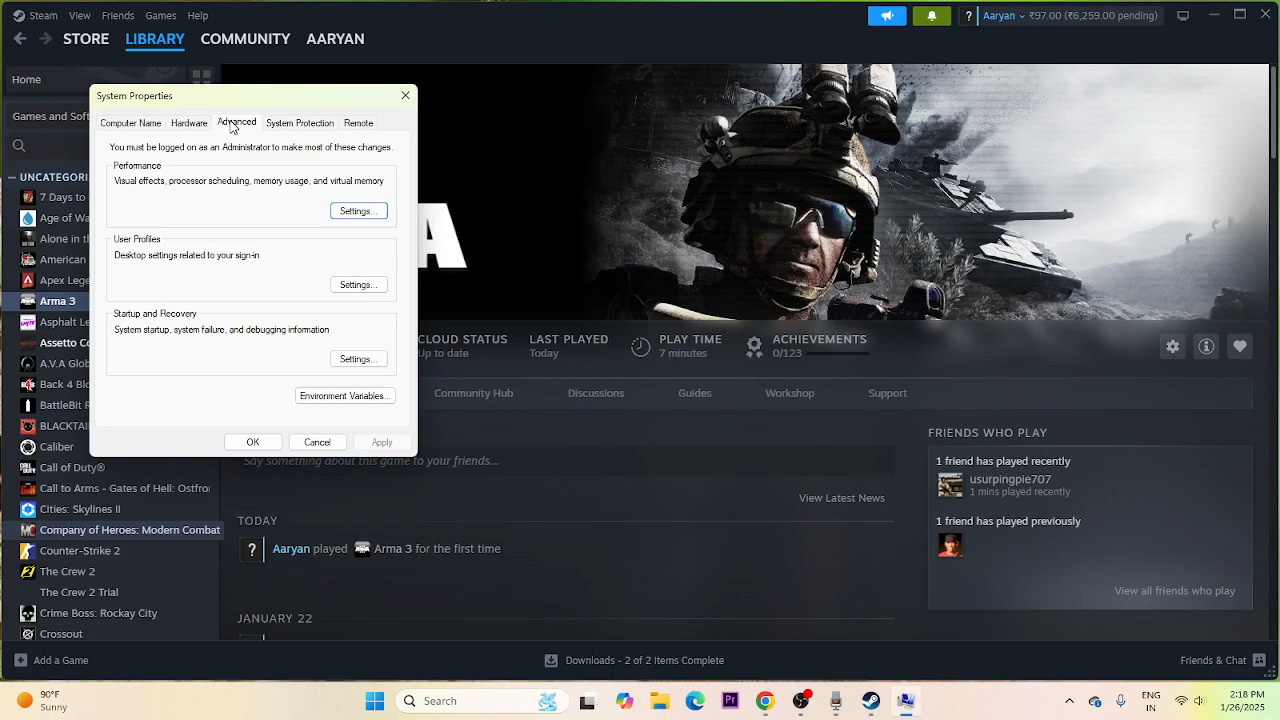 Steam View Friends Games Help
? Aaryan ₹97.00 (₹6,259.00 pending)
STORE LIBRARY COMMUNITY AARYAN
Home
Games and Soft
System Properties
Computer Name Hardware Advanced System Protection Remote
You must be logged on as an Administrator to make most of these changes.
Performance
Visual effects, processor scheduling, memory usage, and virtual memory
Settings...
User Profiles
Desktop settings related to your sign-in
Settings...
Startup and Recovery
System startup, system failure, and debugging information
Settings...
Environment Variables...
OK Cancel Apply
UNCATEGORI
7 Days to
Age of Wa
Alone in th
American
Apex Lege
Arma 3
Asphalt Le
Assetto Co
A.V.A Glob
Back 4 Blo
BattleBit R
BLACKTAI
Caliber
Call of Duty®
Call to Arms - Gates of Hell: Ostfro
Cities: Skylines II
Company of Heroes: Modern Combat
Counter-Strike 2
The Crew 2
The Crew 2 Trial
Crime Boss: Rockay City
Crossout
A
CLOUD STATUS
Up to date
LAST PLAYED
Today
PLAY TIME
7 minutes
ACHIEVEMENTS
0/123
Community Hub Discussions Guides Workshop Support
Say something about this game to your friends...
View Latest News
TODAY
? Aaryan played Arma 3 for the first time
JANUARY 22
FRIENDS WHO PLAY
1 friend has played recently
usurpingpie707
1 mins played recently
1 friend has played previously
View all friends who play
Add a Game
Downloads - 2 of 2 Items Complete
Friends & Chat
90°F
Sunny
Search
Pr
ENG
IN
2:18 PM
1/26/2025